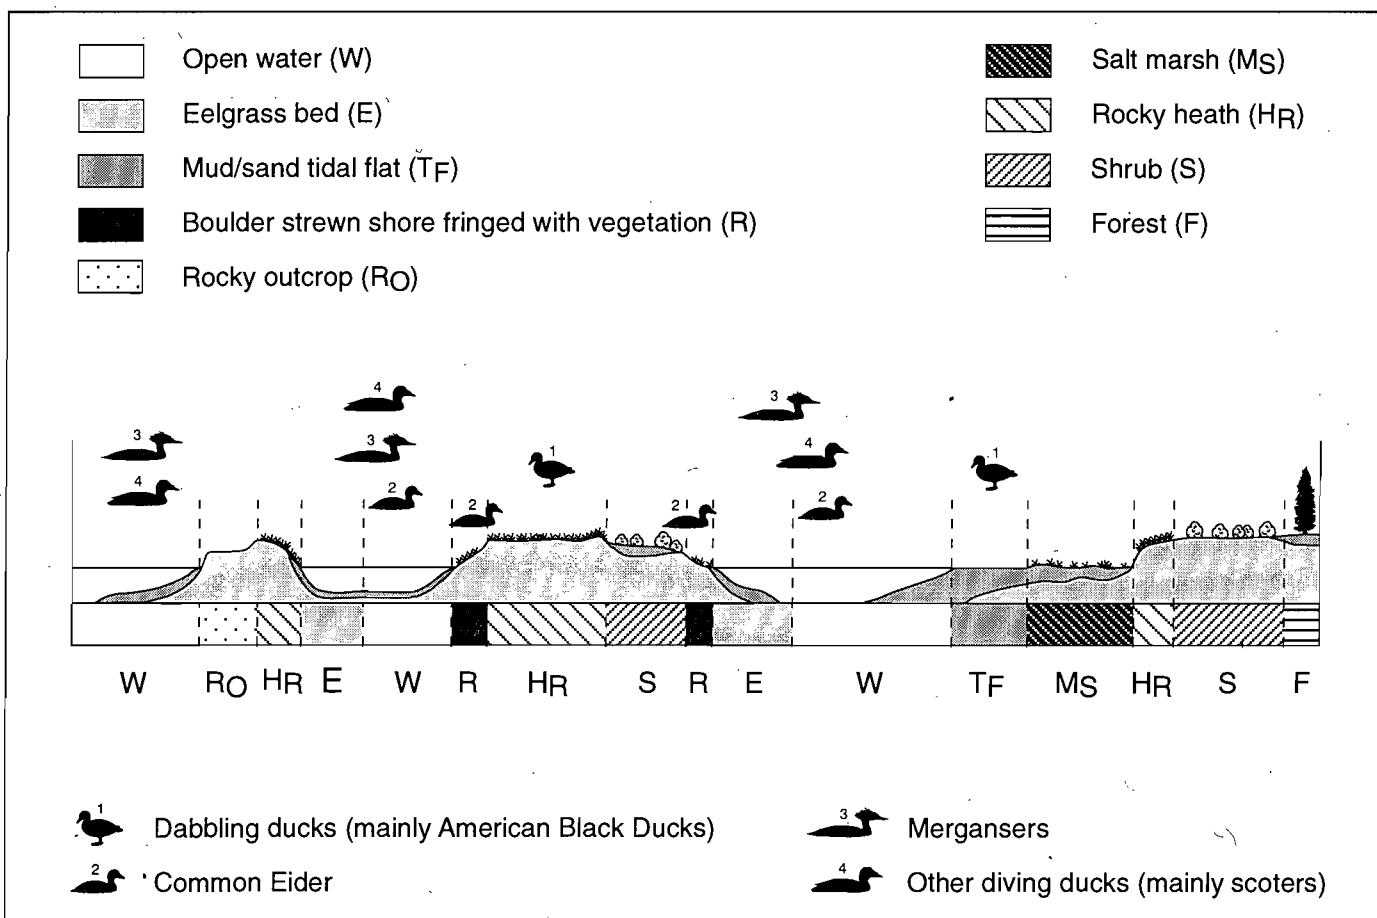 Open water (W)
Eelgrass bed (E)
Mud/sand tidal flat (TF)
Boulder strewn shore fringed with vegetation (R)
Rocky outcrop (RO)
Salt marsh (MS)
Rocky heath (HR)
Shrub (S)
Forest (F)
4
3
3
3
4
1
1
4
2
2
2
2
W RO HR E W R HR S R E W TF MS HR S F
1 Dabbling ducks (mainly American Black Ducks)
2 Common Eider
3 Mergansers
4 Other diving ducks (mainly scoters)